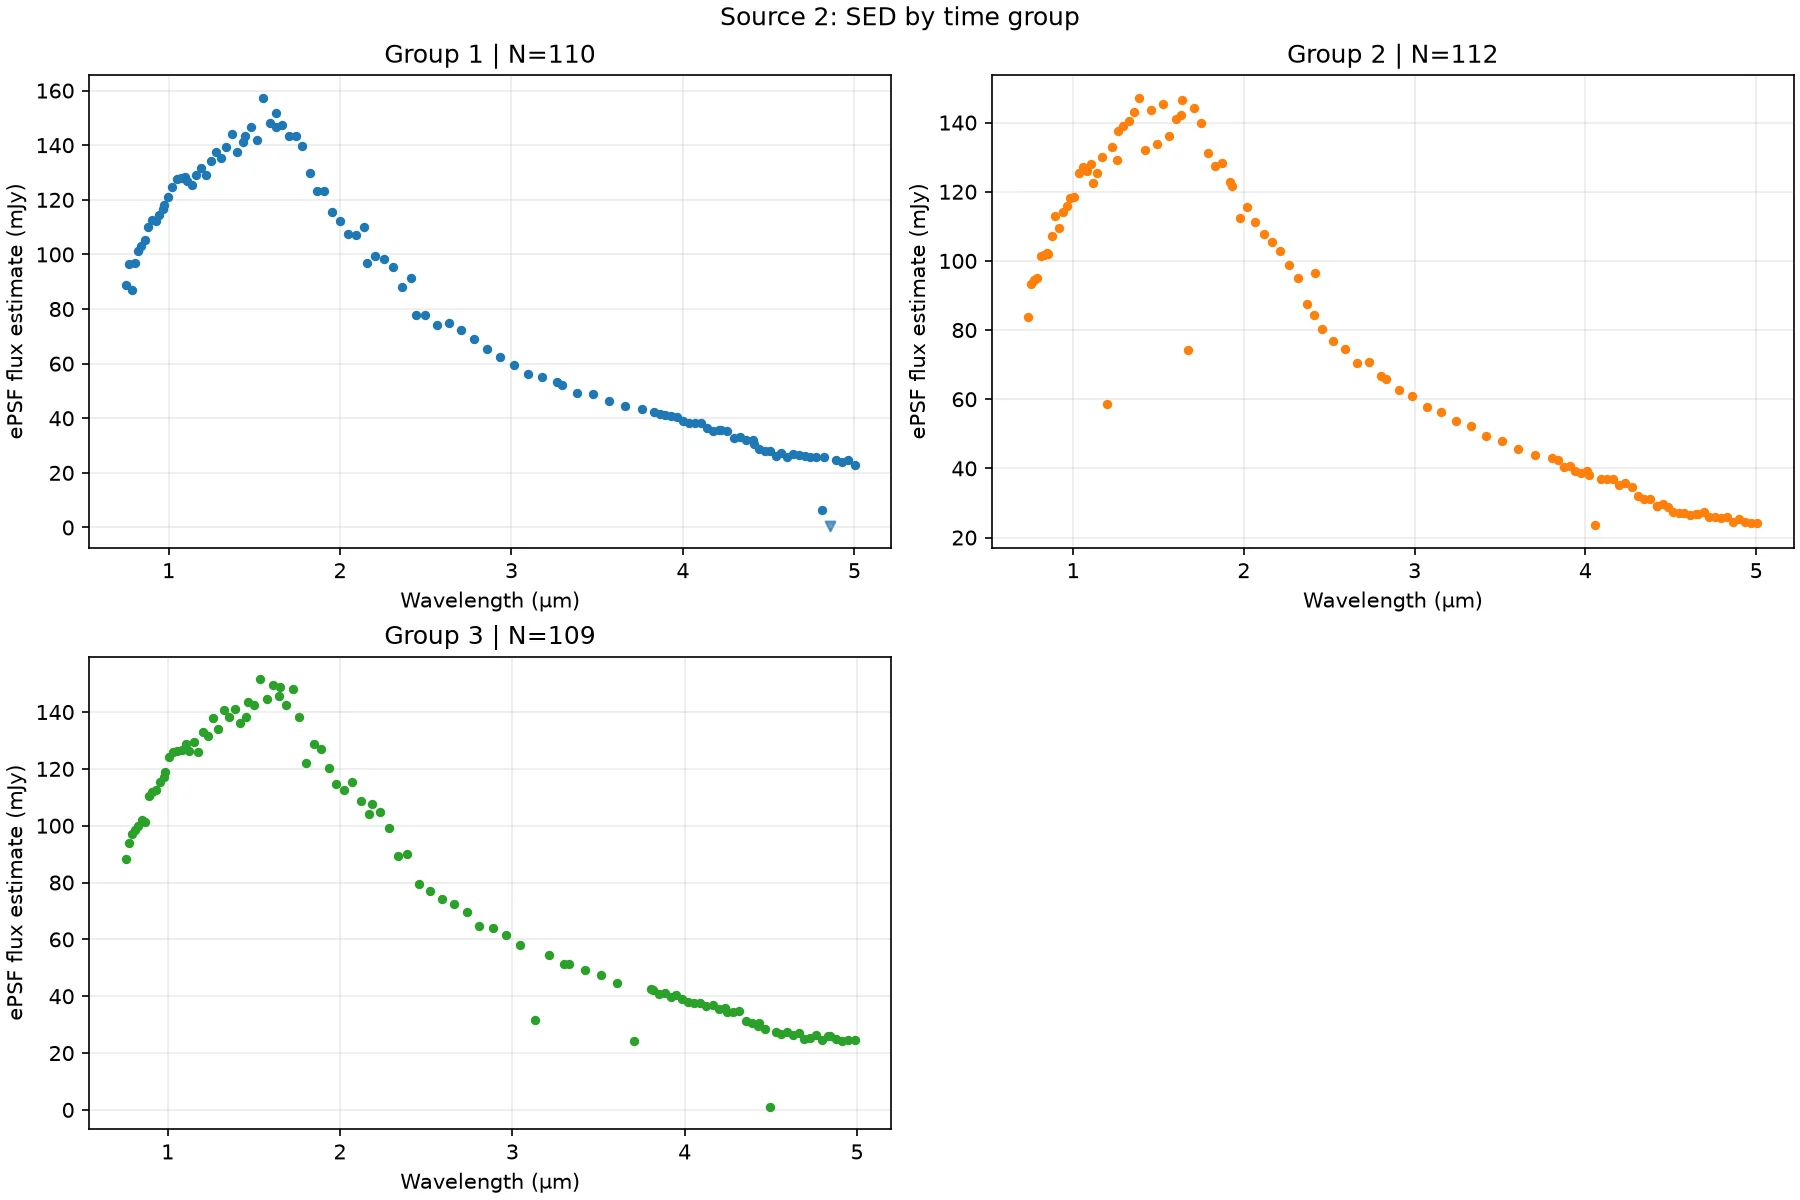 Source 2: SED by time group
Group 1 | N=110
160
140
120
100
80
60
40
20
0
ePSF flux estimate (mJy)
1 2 3 4 5
Wavelength (μm)
Group 2 | N=112
140
120
100
80
60
40
20
ePSF flux estimate (mJy)
1 2 3 4 5
Wavelength (μm)
Group 3 | N=109
140
120
100
80
60
40
20
0
ePSF flux estimate (mJy)
1 2 3 4 5
Wavelength (μm)